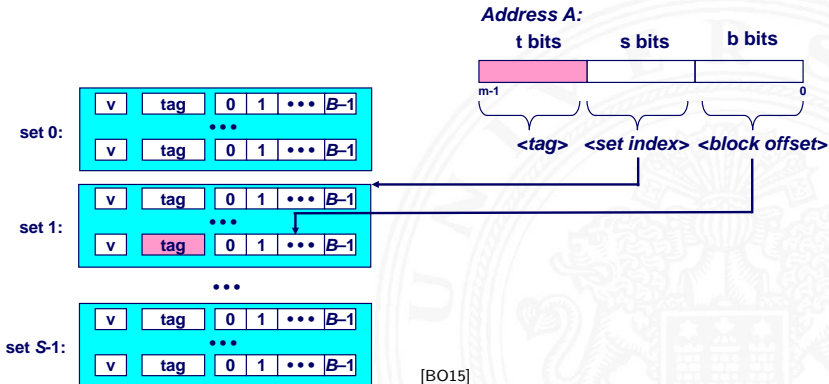 Address A:
t bits s bits b bits
m-1 0
<tag> <set index> <block offset>
v tag 0 1 ••• B–1
set 0: •••
v tag 0 1 ••• B–1
v tag 0 1 ••• B–1
set 1: •••
v tag 0 1 ••• B–1
•••
v tag 0 1 ••• B–1
set S-1: •••
v tag 0 1 ••• B–1
[BO15]